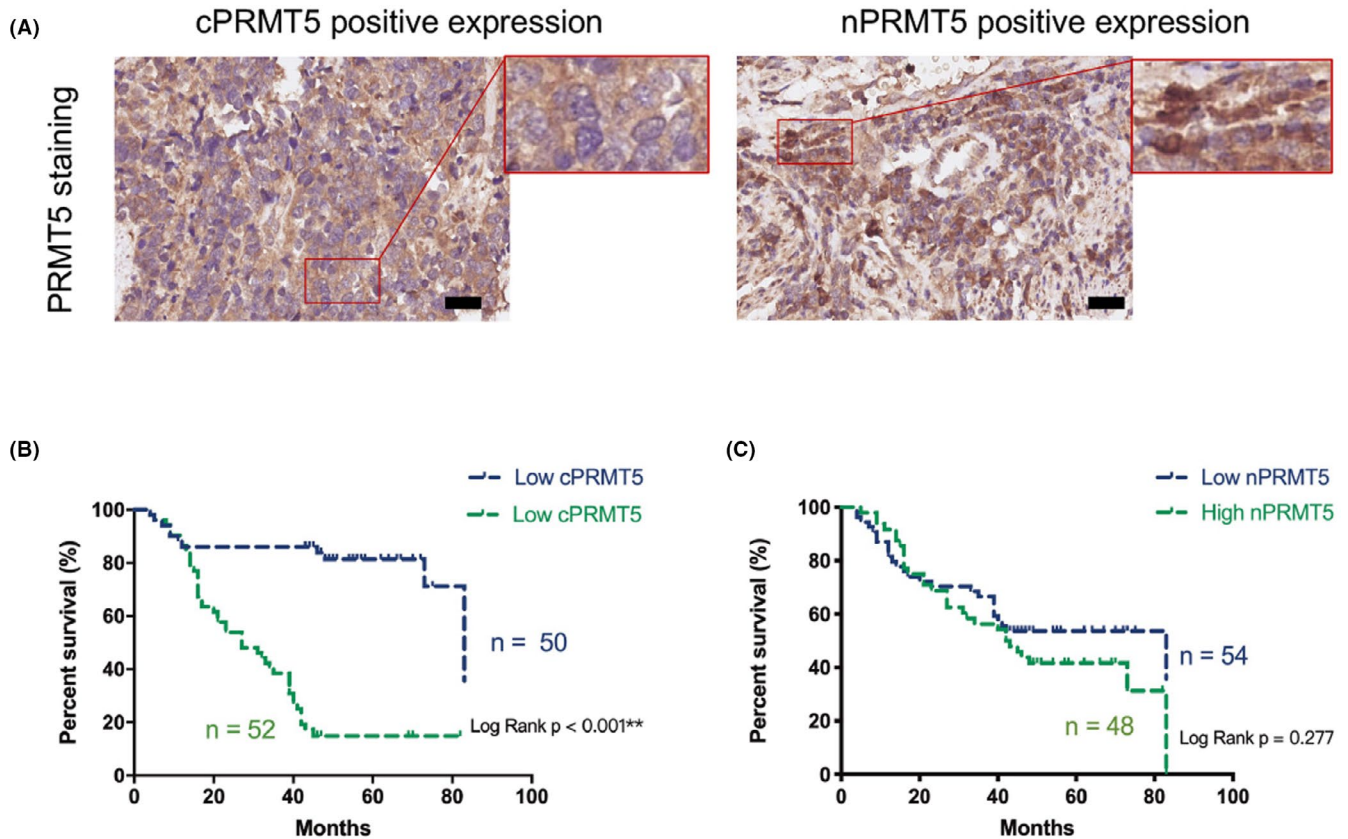 (A)
cPRMT5 positive expression
nPRMT5 positive expression
PRMT5 staining
(B)
Low cPRMT5
Low cPRMT5
Percent survival (%)
100
80
60
40
20
0
n = 50
n = 52
Log Rank p < 0.001**
0 20 40 60 80 100
Months
(C)
Low nPRMT5
High nPRMT5
Percent survival (%)
100
80
60
40
20
0
n = 54
n = 48
Log Rank p = 0.277
0 20 40 60 80 100
Months